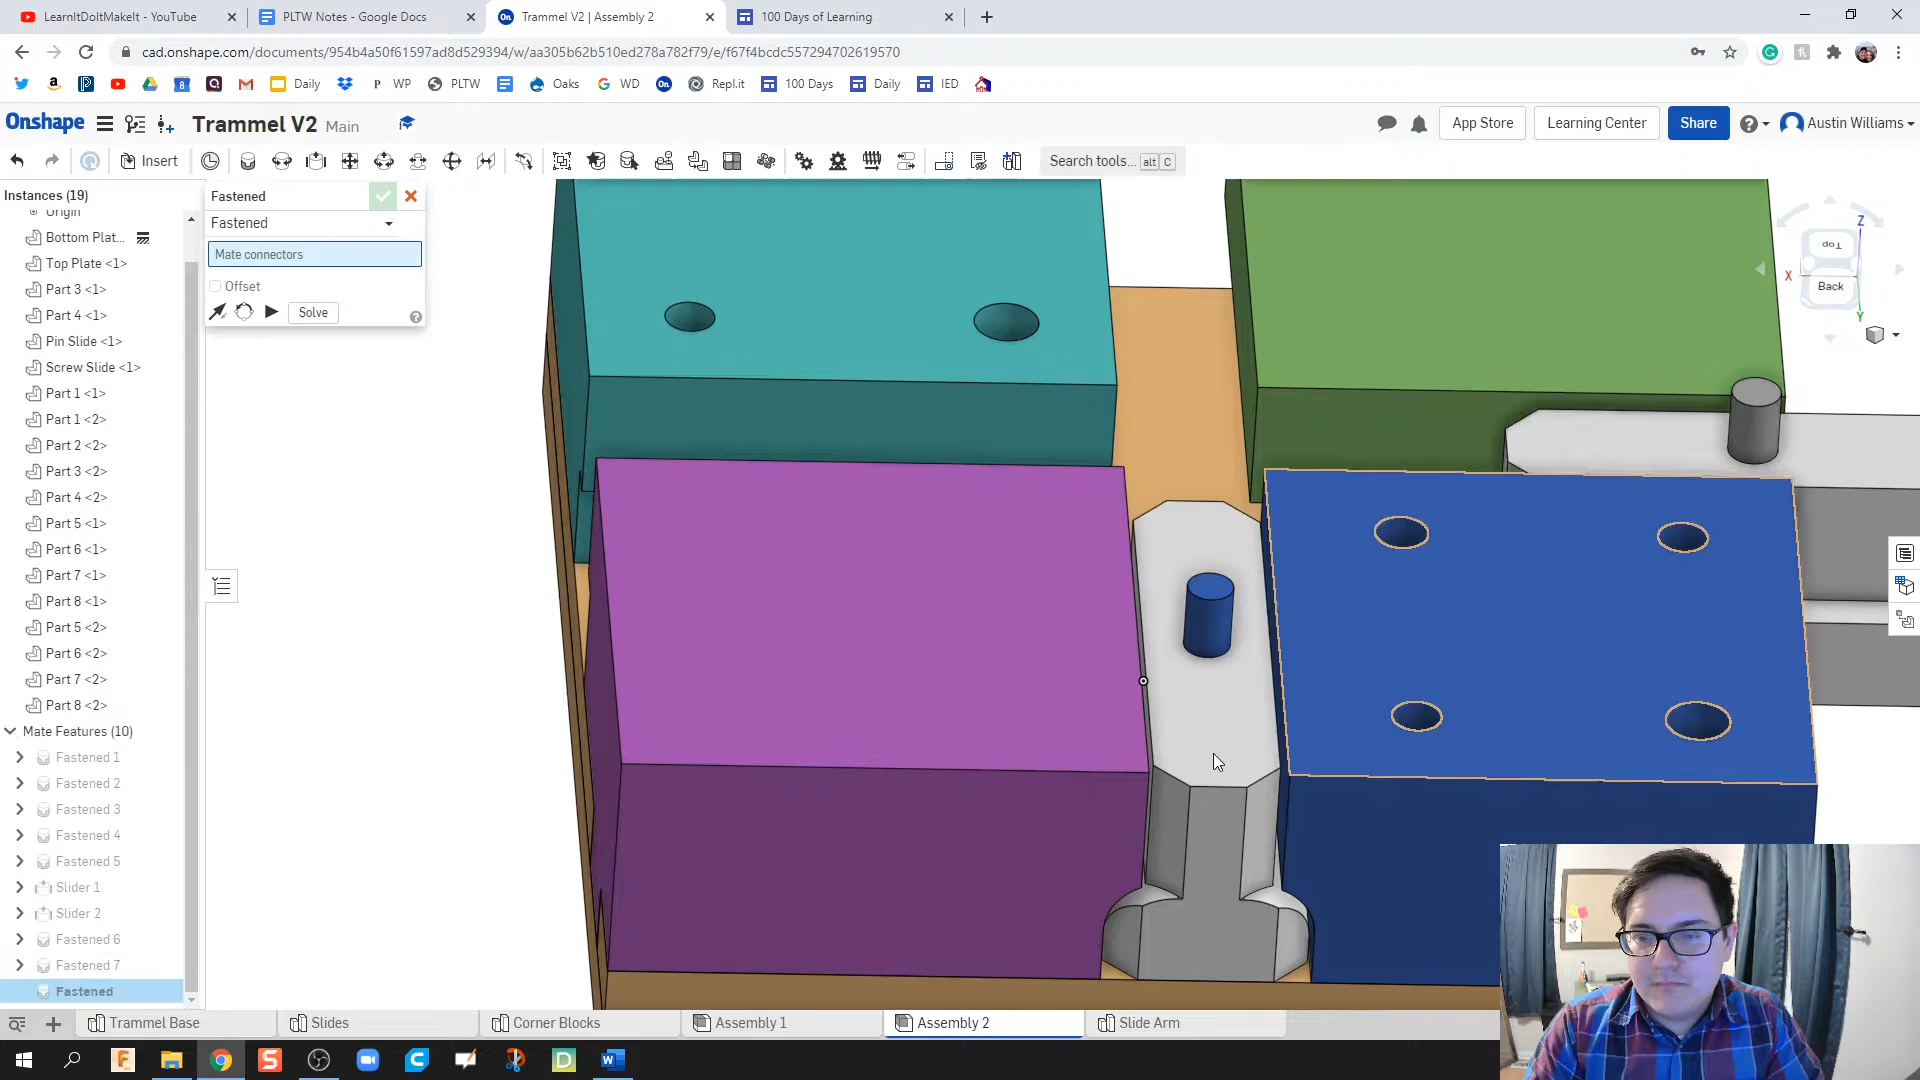 LearnItDoItMakeIt - YouTube
PLTW Notes - Google Docs
Trammel V2 | Assembly 2
100 Days of Learning
cad.onshape.com/documents/954b4a50f61597ad8d529394/w/aa305b62b510ed278a782f79/e/f67f4bcdc557294702619570
Daily
WP
PLTW
Oaks
WD
Repl.it
100 Days
Daily
IED
Onshape
Trammel V2 Main
App Store
Learning Center
Share
Austin Williams
Insert
Search tools... alt C
Instances (19)
Origin
Bottom Plat...
Top Plate <1>
Part 3 <1>
Part 4 <1>
Pin Slide <1>
Screw Slide <1>
Part 1 <1>
Part 1 <2>
Part 2 <2>
Part 3 <2>
Part 4 <2>
Part 5 <1>
Part 6 <1>
Part 7 <1>
Part 8 <1>
Part 5 <2>
Part 6 <2>
Part 7 <2>
Part 8 <2>
Mate Features (10)
Fastened 1
Fastened 2
Fastened 3
Fastened 4
Fastened 5
Slider 1
Slider 2
Fastened 6
Fastened 7
Fastened
Fastened
Fastened
Mate connectors
Offset
Solve
Z
Top
X
Back
Y
Trammel Base
Slides
Corner Blocks
Assembly 1
Assembly 2
Slide Arm